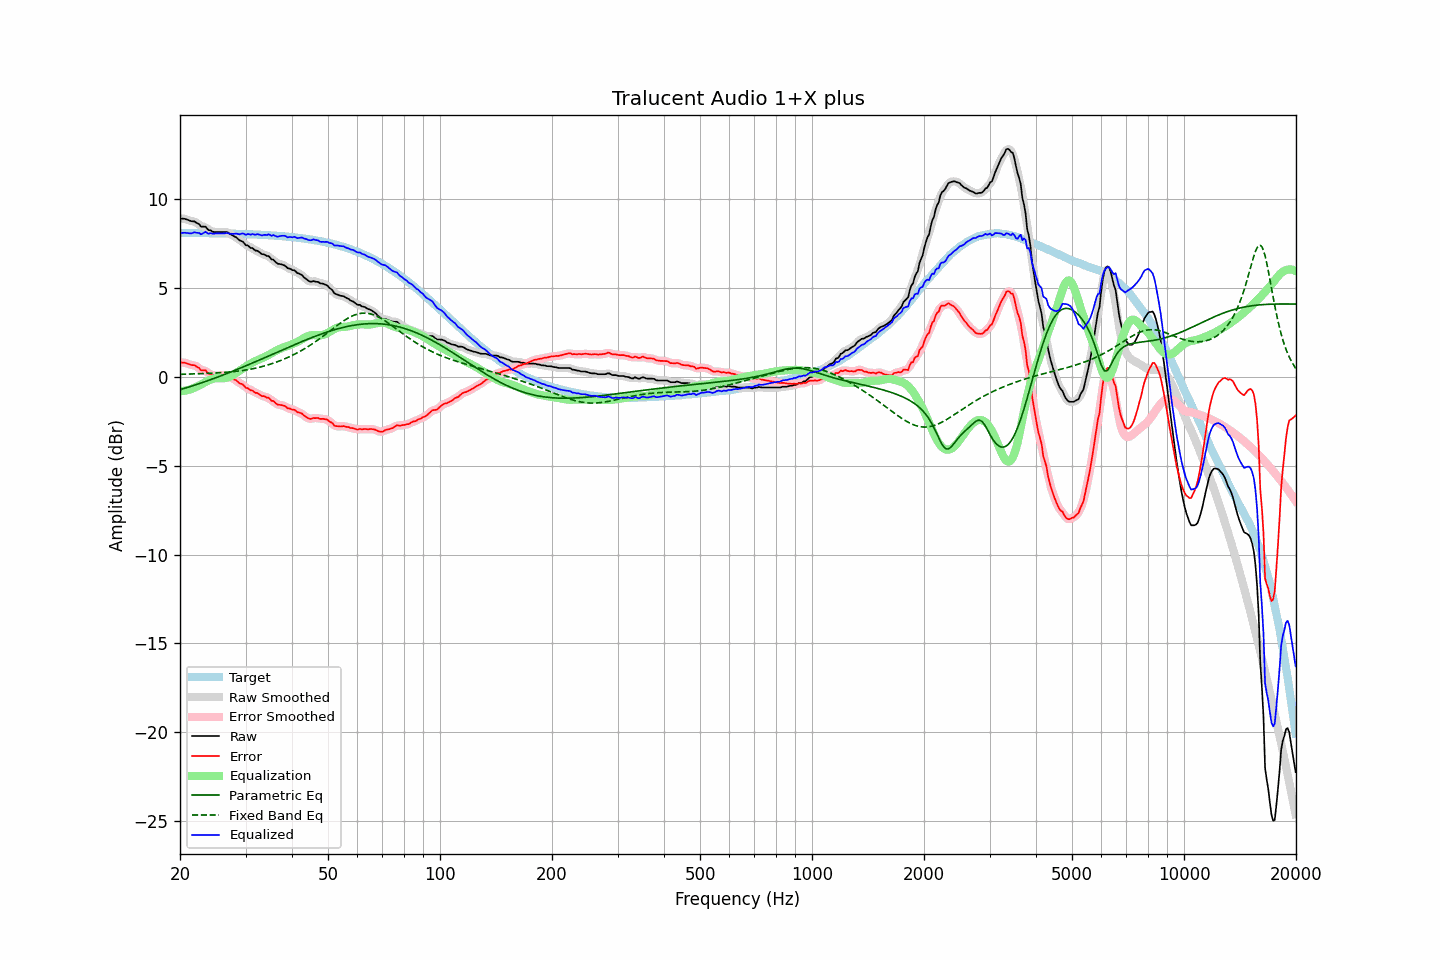 Tralucent Audio 1+X plus
Amplitude (dBr)
10
5
0
−5
−10
−15
−20
−25
Target
Raw Smoothed
Error Smoothed
Raw
Error
Equalization
Parametric Eq
Fixed Band Eq
Equalized
20 50 100 200 500 1000 2000 5000 10000 20000
Frequency (Hz)